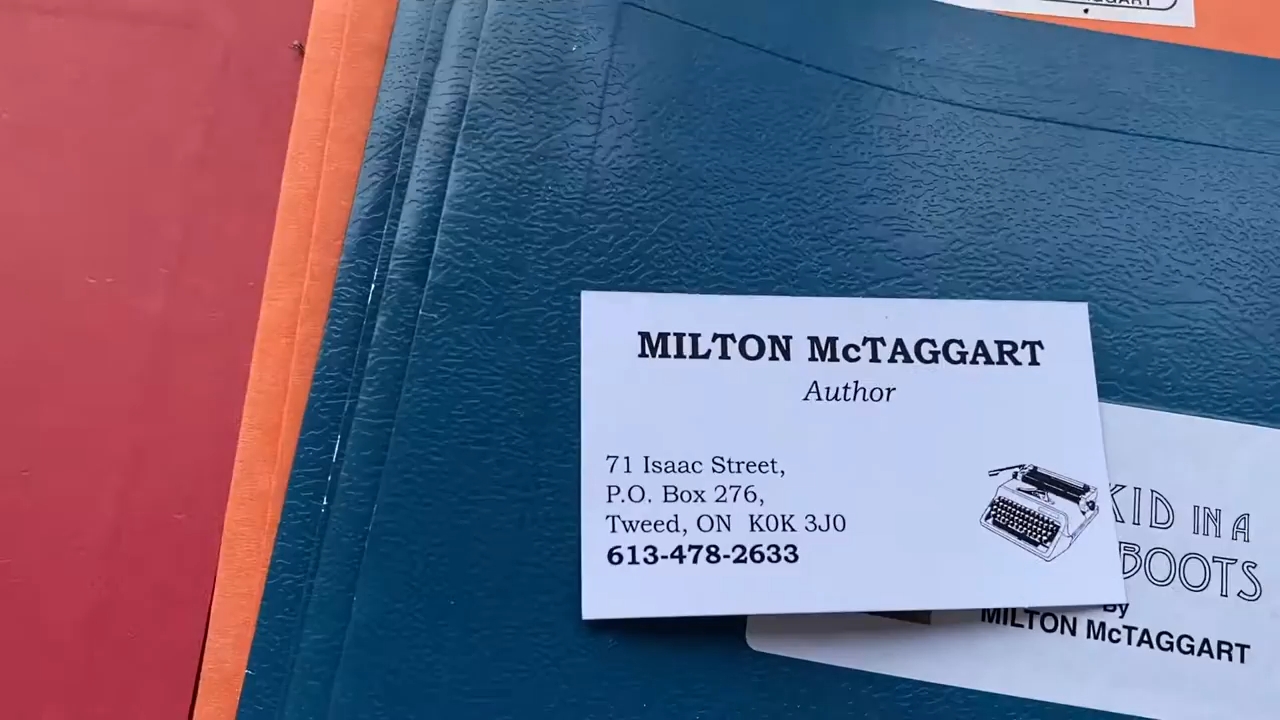 MILTON McTAGGART
Author
71 Isaac Street,
P.O. Box 276,
Tweed, ON K0K 3J0
613-478-2633
KID IN A
BOOTS
By
MILTON McTAGGART